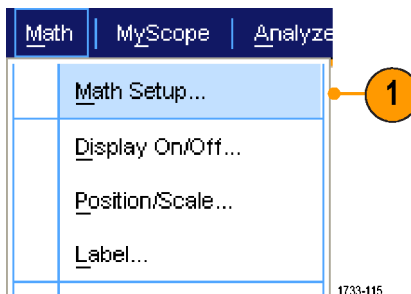 Math | MyScope | Analyze
Math Setup...
1
Display On/Off...
Position/Scale...
Label...
1733-115